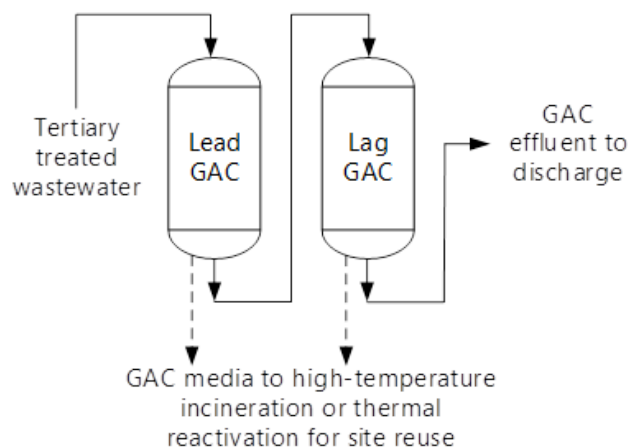 Tertiary
treated
wastewater
Lead
GAC
Lag
GAC
GAC
effluent to
discharge
GAC media to high-temperature
incineration or thermal
reactivation for site reuse